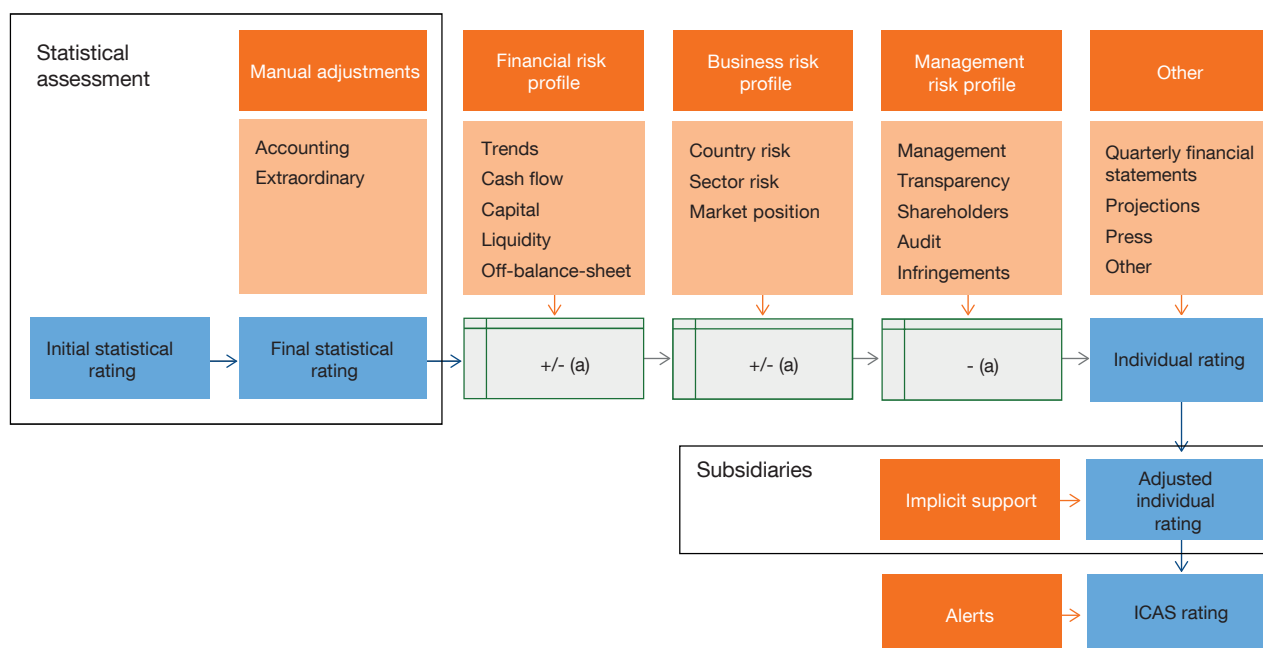 Statistical
assessment
Manual adjustments
Accounting
Extraordinary
Initial statistical
rating
Final statistical
rating
Financial risk
profile
Trends
Cash flow
Capital
Liquidity
Off-balance-sheet
+/- (a)
Business risk
profile
Country risk
Sector risk
Market position
+/- (a)
Management
risk profile
Management
Transparency
Shareholders
Audit
Infringements
- (a)
Other
Quarterly financial
statements
Projections
Press
Other
Individual rating
Subsidiaries
Implicit support
Adjusted
individual
rating
Alerts
ICAS rating